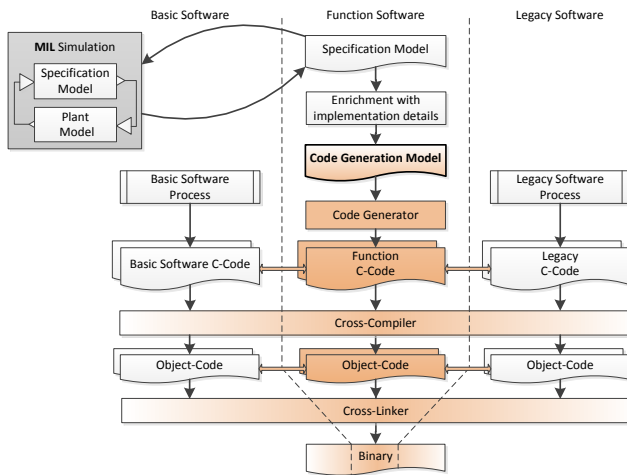 Basic Software
Function Software
Legacy Software
MIL Simulation
Specification
Model
Plant
Model
Specification Model
Enrichment with
implementation details
Code Generation Model
Basic Software
Process
Legacy Software
Process
Code Generator
Basic Software C-Code
Function
C-Code
Legacy
C-Code
Cross-Compiler
Object-Code
Object-Code
Object-Code
Cross-Linker
Binary